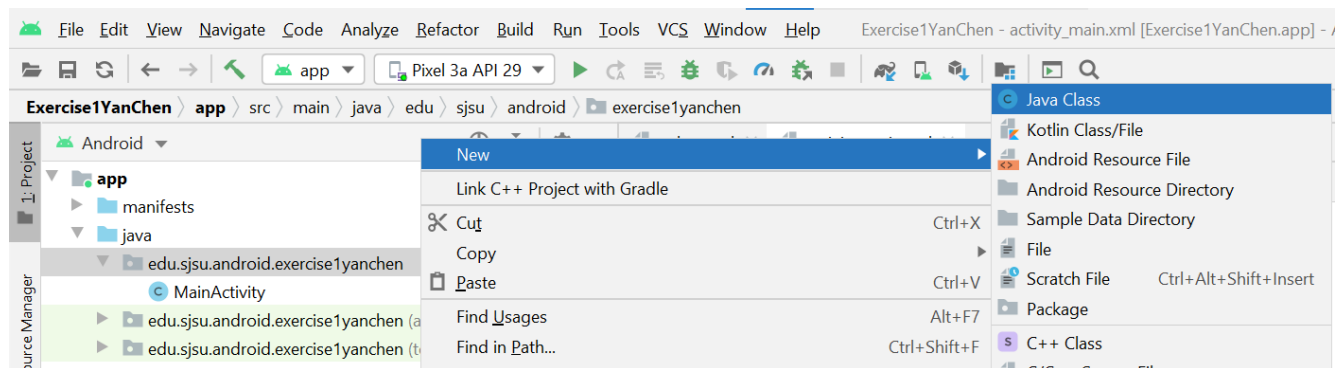 File Edit View Navigate Code Analyze Refactor Build Run Tools VCS Window Help Exercise1YanChen - activity_main.xml [Exercise1YanChen.app] -
app Pixel 3a API 29
Exercise1YanChen app src main java edu sjsu android exercise1yanchen
1: Project
Android
app
manifests
java
edu.sjsu.android.exercise1yanchen
MainActivity
edu.sjsu.android.exercise1yanchen (a
edu.sjsu.android.exercise1yanchen (t
New
Link C++ Project with Gradle
Cut Ctrl+X
Copy
Paste Ctrl+V
Find Usages Alt+F7
Find in Path... Ctrl+Shift+F
Java Class
Kotlin Class/File
Android Resource File
Android Resource Directory
Sample Data Directory
File
Scratch File Ctrl+Alt+Shift+Insert
Package
C++ Class
Manager